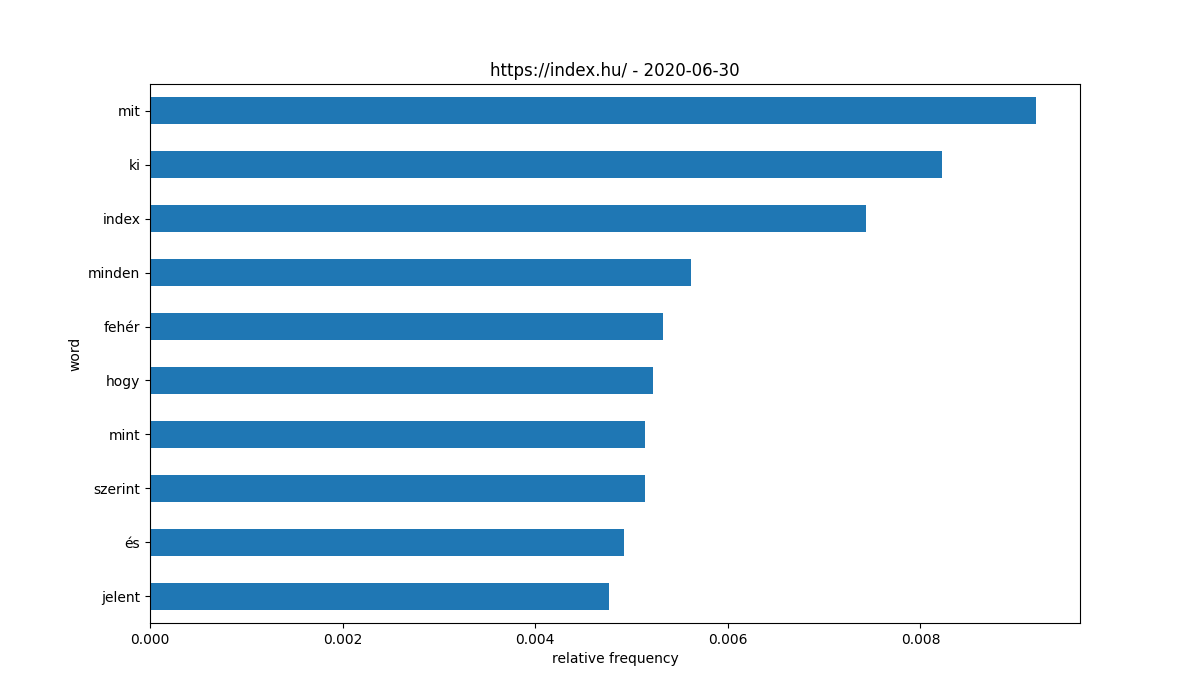 https://index.hu/ - 2020-06-30
mit
ki
index
minden
fehér
hogy
mint
szerint
és
jelent
word
0.000 0.002 0.004 0.006 0.008
relative frequency